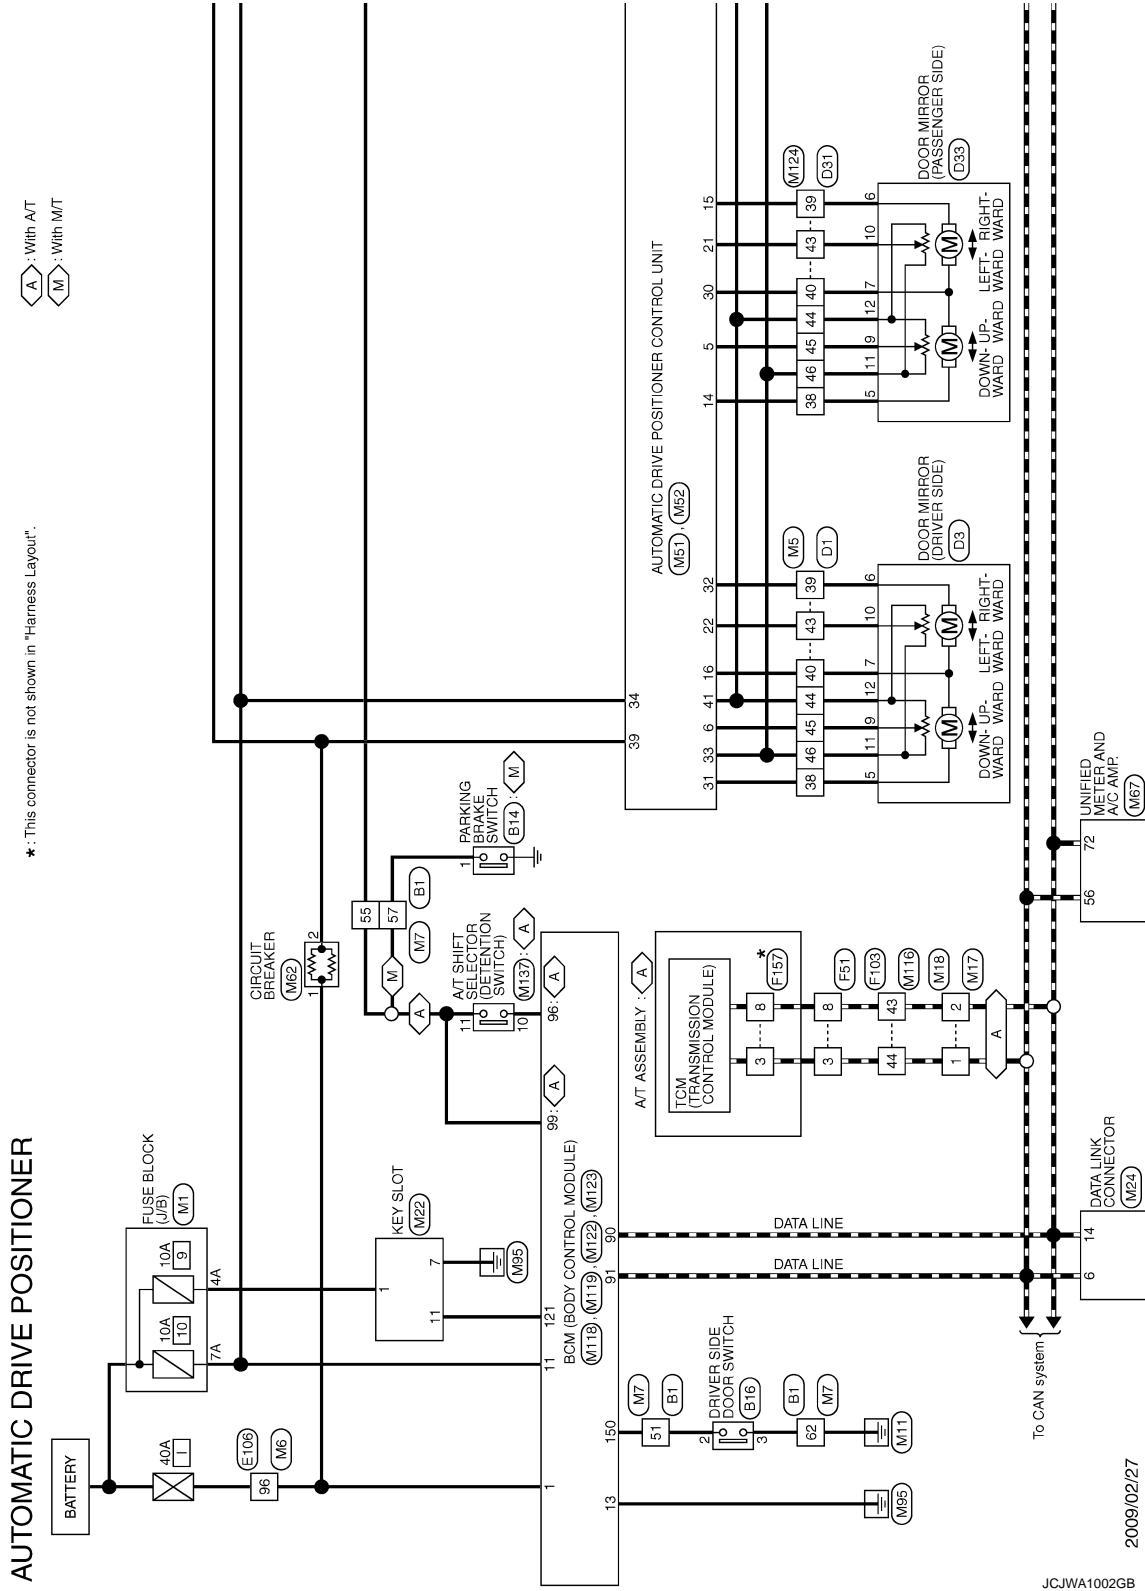 AUTOMATIC DRIVE POSITIONER
*: This connector is not shown in "Harness Layout".
A : With A/T
M : With M/T
BATTERY
40A
I
E106
96
M6
FUSE BLOCK
(J/B)
M1
10A
10
10A
9
7A
4A
CIRCUIT
BREAKER
M62
1
2
KEY SLOT
M22
1
11
7
M95
55
57
M7
B1
M
A
A/T SHIFT
SELECTOR
(DETENTION
SWITCH)
M137 : A
11
10
PARKING
BRAKE
SWITCH
B14 : M
1
1
11
121
99: A
96: A
BCM (BODY CONTROL MODULE)
M118 , M119 , M122 , M123
13
150
91
90
M95
M7
51
B1
DRIVER SIDE
DOOR SWITCH
B16
2
3
B1
62
M7
M11
DATA LINE
DATA LINE
A/T ASSEMBLY : A
TCM
(TRANSMISSION
CONTROL MODULE)
3
8
*
F157
3
8
F51
F103
44
43
M116
M18
1
2
M17
A
39
34
AUTOMATIC DRIVE POSITIONER CONTROL UNIT
M51 , M52
31
33
6
41
16
22
32
14
5
30
21
15
38
46
45
44
40
43
39
M5
D1
38
46
45
44
40
43
39
M124
D31
5
11
9
12
7
10
6
DOOR MIRROR
(DRIVER SIDE)
D3
M
M
DOWN-
WARD
UP-
WARD
LEFT-
WARD
RIGHT-
WARD
5
11
9
12
7
10
6
DOOR MIRROR
(PASSENGER SIDE)
D33
M
M
DOWN-
WARD
UP-
WARD
LEFT-
WARD
RIGHT-
WARD
To CAN system
6
14
DATA LINK
CONNECTOR
M24
56
72
UNIFIED
METER AND
A/C AMP.
M67
2009/02/27
JCJWA1002GB